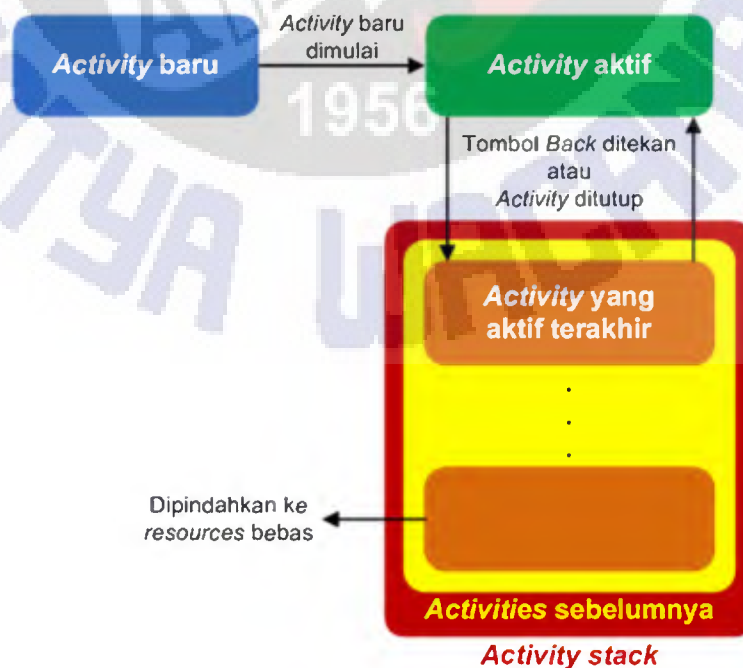 Activity baru
Activity baru
dimulai
Activity aktif
1956
Tombol Back ditekan
atau
Activity ditutup
Activity yang
aktif terakhir
Dipindahkan ke
resources bebas
Activities sebelumnya
Activity stack